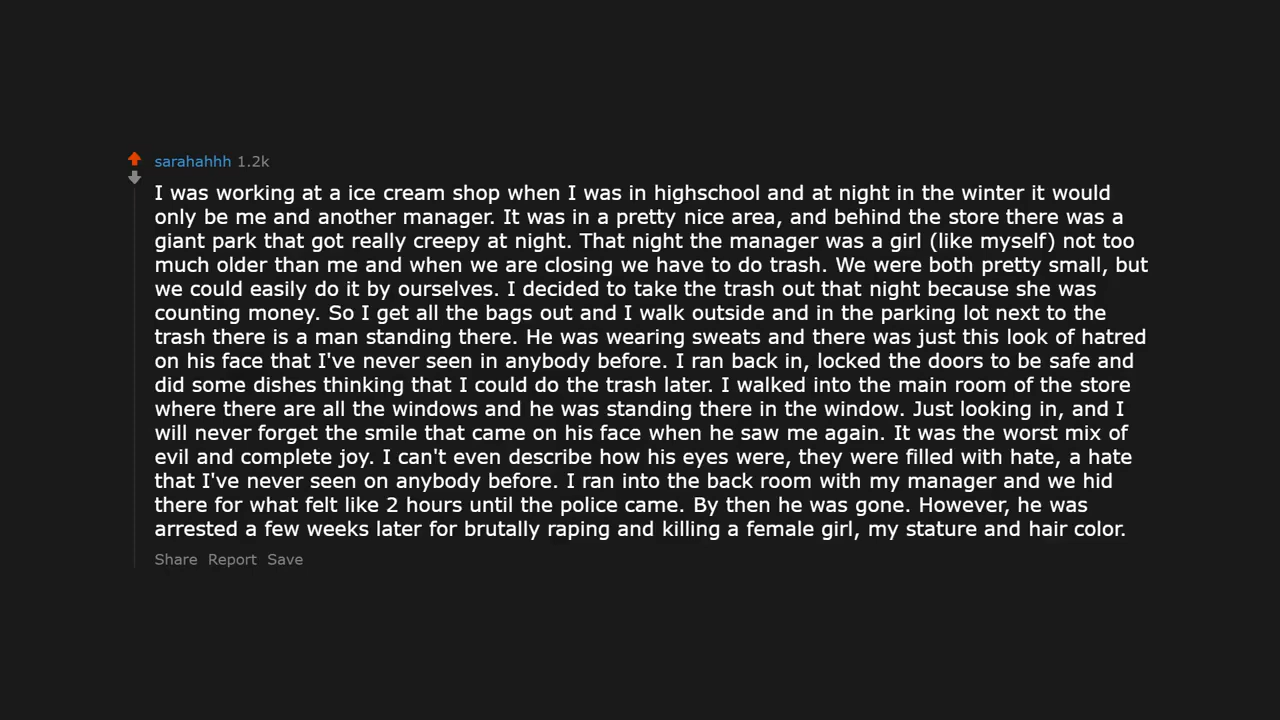 sarahahhh 1.2k
I was working at a ice cream shop when I was in highschool and at night in the winter it would
only be me and another manager. It was in a pretty nice area, and behind the store there was a
giant park that got really creepy at night. That night the manager was a girl (like myself) not too
much older than me and when we are closing we have to do trash. We were both pretty small, but
we could easily do it by ourselves. I decided to take the trash out that night because she was
counting money. So I get all the bags out and I walk outside and in the parking lot next to the
trash there is a man standing there. He was wearing sweats and there was just this look of hatred
on his face that I've never seen in anybody before. I ran back in, locked the doors to be safe and
did some dishes thinking that I could do the trash later. I walked into the main room of the store
where there are all the windows and he was standing there in the window. Just looking in, and I
will never forget the smile that came on his face when he saw me again. It was the worst mix of
evil and complete joy. I can't even describe how his eyes were, they were filled with hate, a hate
that I've never seen on anybody before. I ran into the back room with my manager and we hid
there for what felt like 2 hours until the police came. By then he was gone. However, he was
arrested a few weeks later for brutally raping and killing a female girl, my stature and hair color.
Share Report Save